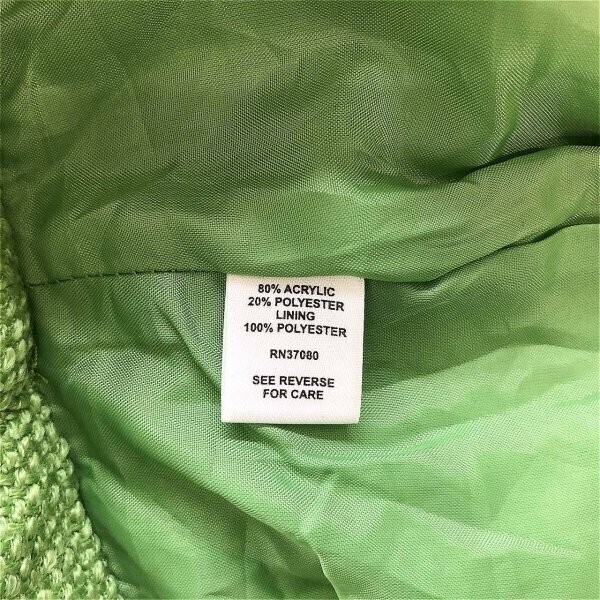 80% ACRYLIC
20% POLYESTER
LINING
100% POLYESTER
RN37080
SEE REVERSE
FOR CARE